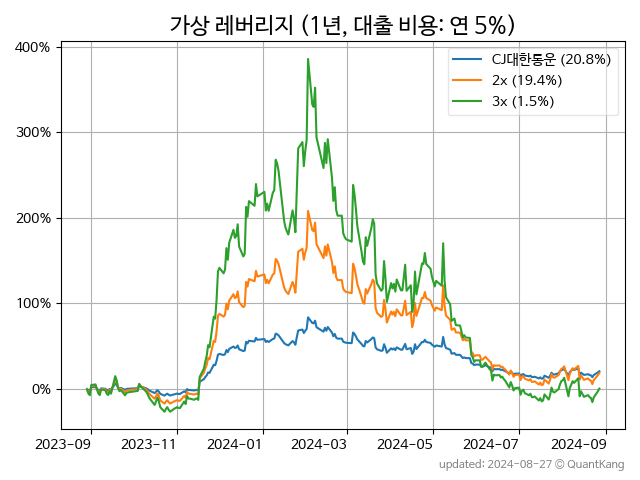 가상 레버리지 (1년, 대출 비용: 연 5%)
400%
300%
200%
100%
0%
CJ대한통운 (20.8%)
2x (19.4%)
3x (1.5%)
2023-09
2023-11
2024-01
2024-03
2024-05
2024-07
2024-09
updated: 2024-08-27 © QuantKang